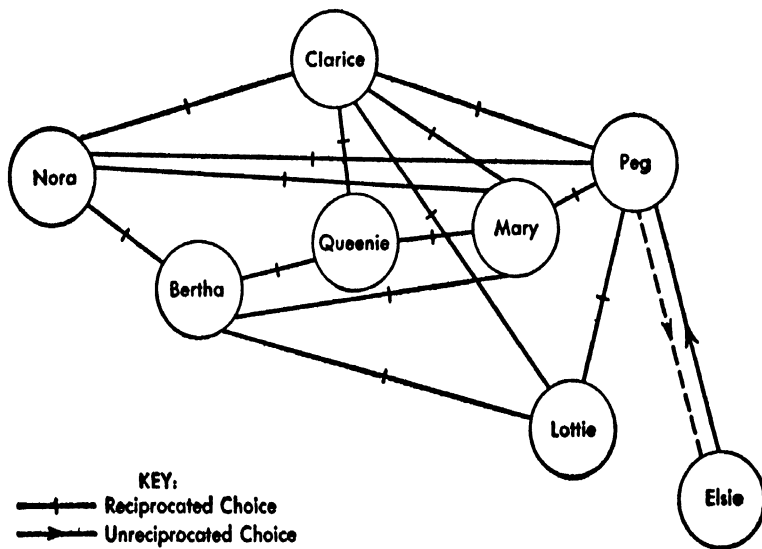 Clarice
Peg
Nora
Mary
Queenie
Bertha
Lottie
Elsie
KEY:
Reciprocated Choice
Unreciprocated Choice